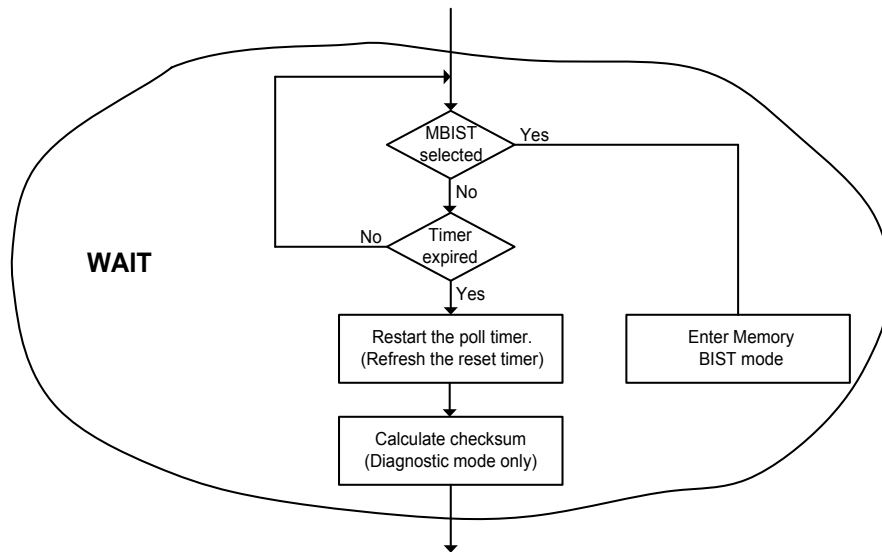 MBIST
selected
Yes
No
WAIT
No
Timer
expired
Yes
Restart the poll timer.
(Refresh the reset timer)
Enter Memory
BIST mode
Calculate checksum
(Diagnostic mode only)